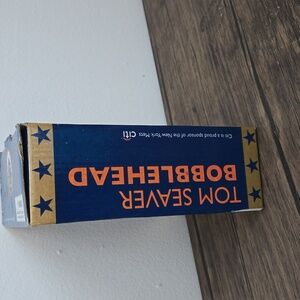 TOM SEAVER
BOBBLEHEAD
Citi is a proud sponsor of the New York Mets
citi